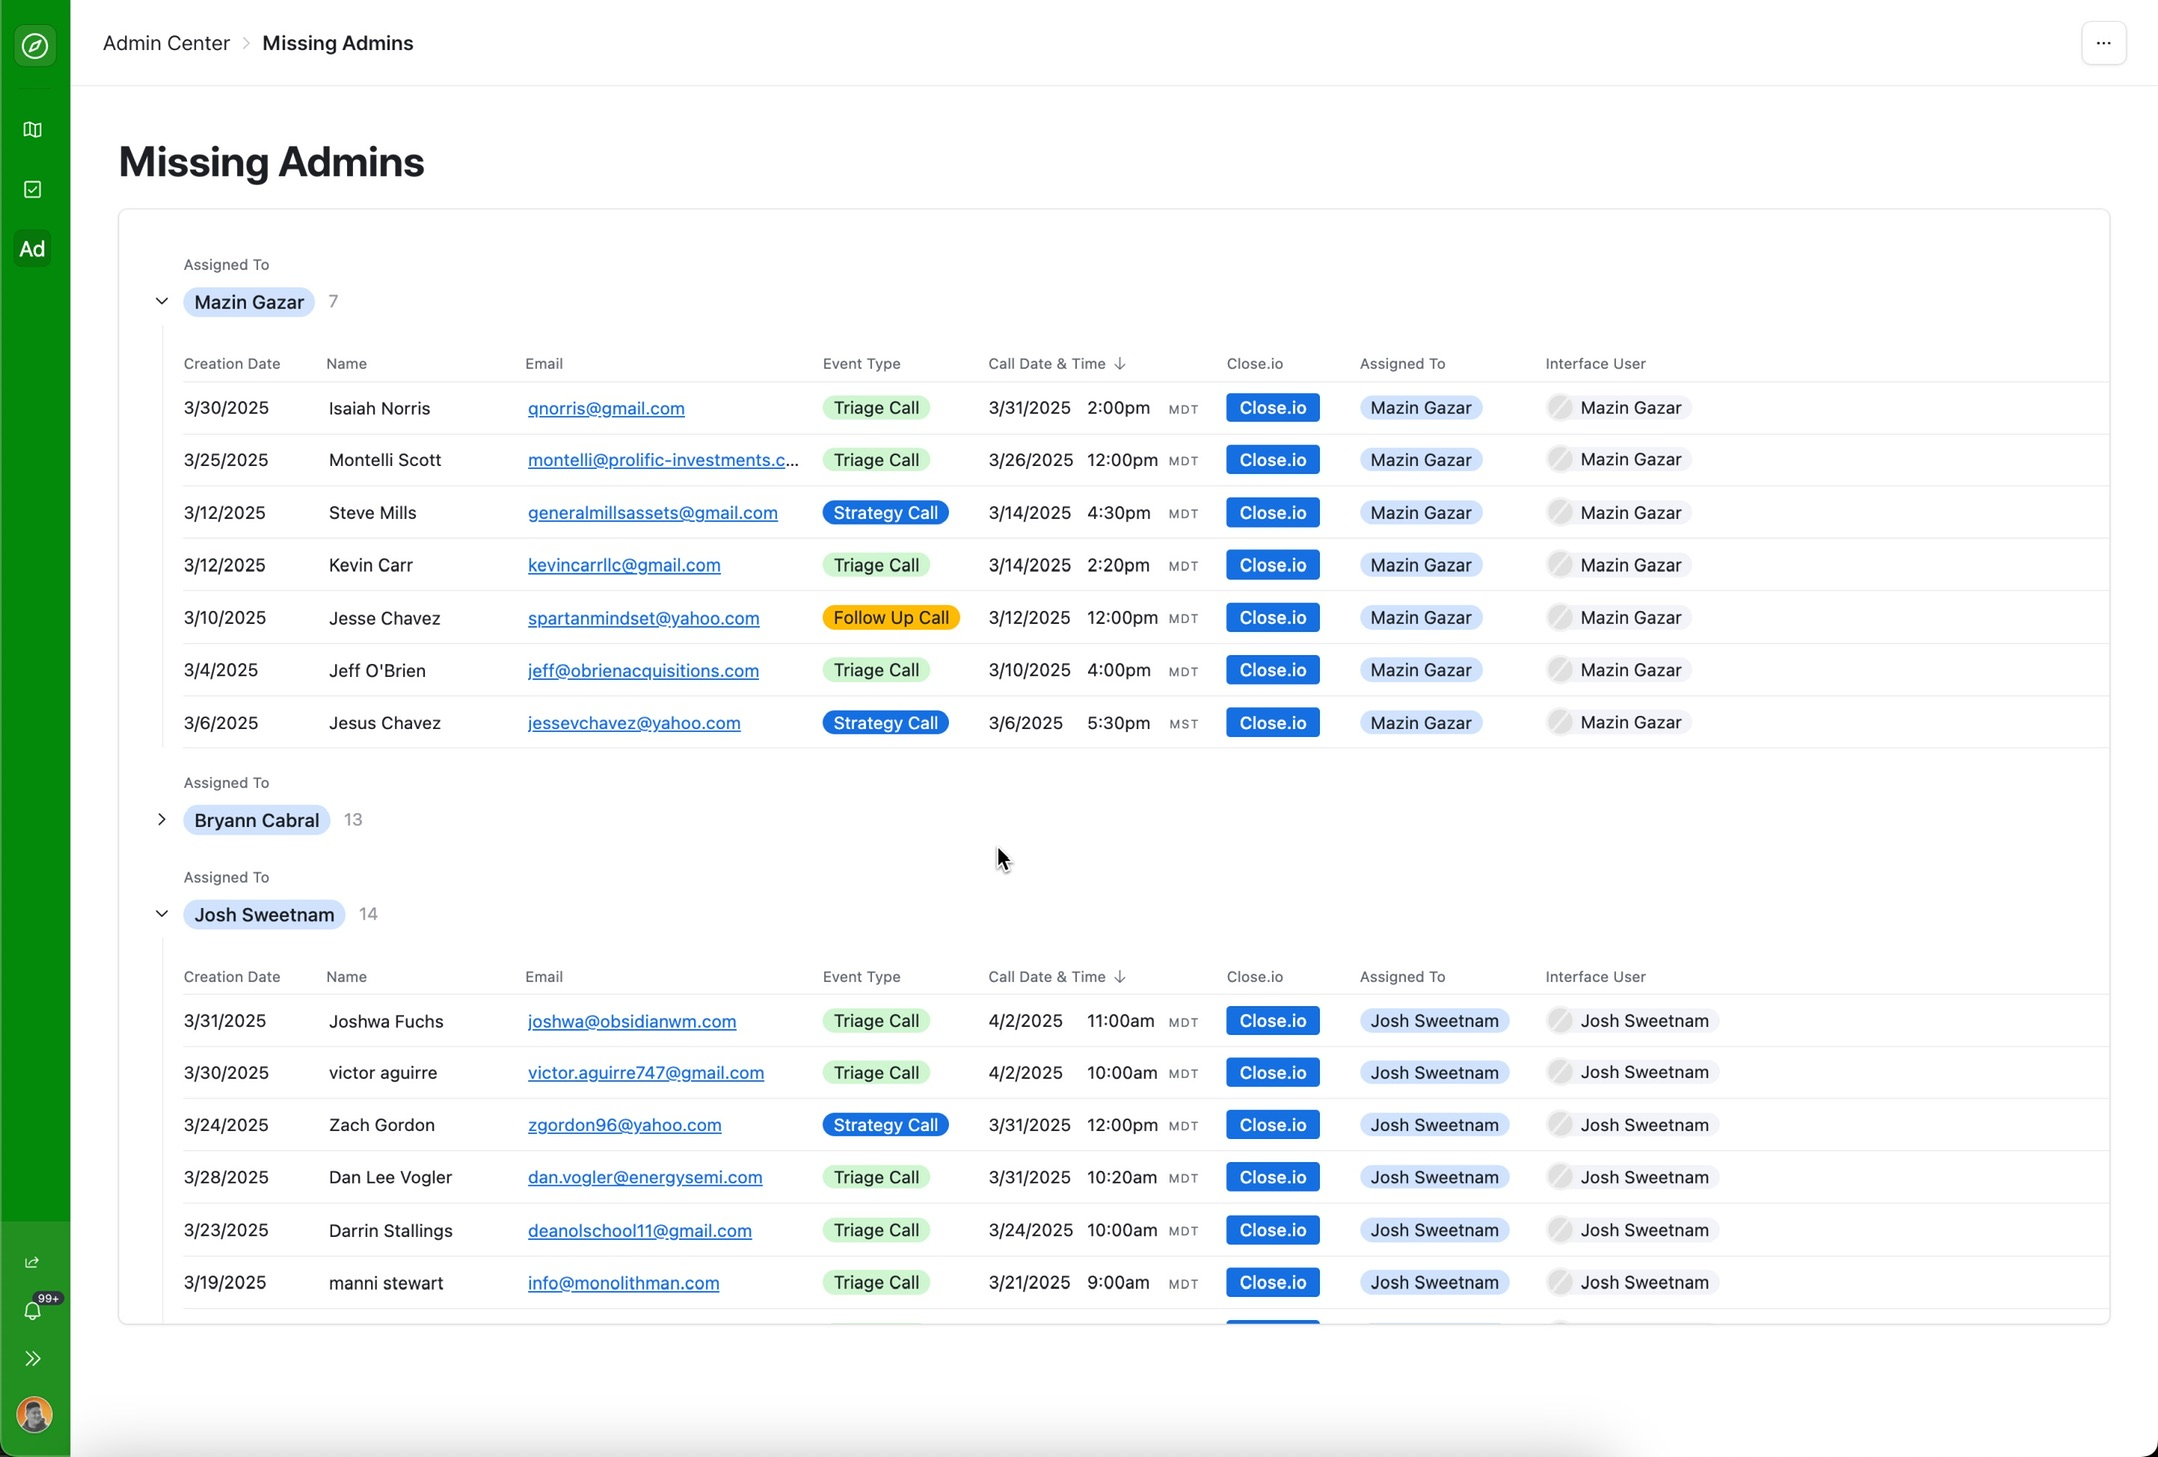 Admin Center > Missing Admins
...
Ad
Missing Admins
Assigned To
Mazin Gazar 7
Creation Date Name Email Event Type Call Date & Time ↓ Close.io Assigned To Interface User
3/30/2025 Isaiah Norris qnorris@gmail.com Triage Call 3/31/2025 2:00pm MDT Close.io Mazin Gazar Mazin Gazar
3/25/2025 Montelli Scott montelli@prolific-investments.c... Triage Call 3/26/2025 12:00pm MDT Close.io Mazin Gazar Mazin Gazar
3/12/2025 Steve Mills generalmillsassets@gmail.com Strategy Call 3/14/2025 4:30pm MDT Close.io Mazin Gazar Mazin Gazar
3/12/2025 Kevin Carr kevincarrllc@gmail.com Triage Call 3/14/2025 2:20pm MDT Close.io Mazin Gazar Mazin Gazar
3/10/2025 Jesse Chavez spartanmindset@yahoo.com Follow Up Call 3/12/2025 12:00pm MDT Close.io Mazin Gazar Mazin Gazar
3/4/2025 Jeff O'Brien jeff@obrienacquisitions.com Triage Call 3/10/2025 4:00pm MDT Close.io Mazin Gazar Mazin Gazar
3/6/2025 Jesus Chavez jessevchavez@yahoo.com Strategy Call 3/6/2025 5:30pm MST Close.io Mazin Gazar Mazin Gazar
Assigned To
Bryann Cabral 13
Assigned To
Josh Sweetnam 14
Creation Date Name Email Event Type Call Date & Time ↓ Close.io Assigned To Interface User
3/31/2025 Joshwa Fuchs joshwa@obsidianwm.com Triage Call 4/2/2025 11:00am MDT Close.io Josh Sweetnam Josh Sweetnam
3/30/2025 victor aguirre victor.aguirre747@gmail.com Triage Call 4/2/2025 10:00am MDT Close.io Josh Sweetnam Josh Sweetnam
3/24/2025 Zach Gordon zgordon96@yahoo.com Strategy Call 3/31/2025 12:00pm MDT Close.io Josh Sweetnam Josh Sweetnam
3/28/2025 Dan Lee Vogler dan.vogler@energysemi.com Triage Call 3/31/2025 10:20am MDT Close.io Josh Sweetnam Josh Sweetnam
3/23/2025 Darrin Stallings deanolschool11@gmail.com Triage Call 3/24/2025 10:00am MDT Close.io Josh Sweetnam Josh Sweetnam
3/19/2025 manni stewart info@monolithman.com Triage Call 3/21/2025 9:00am MDT Close.io Josh Sweetnam Josh Sweetnam
99+